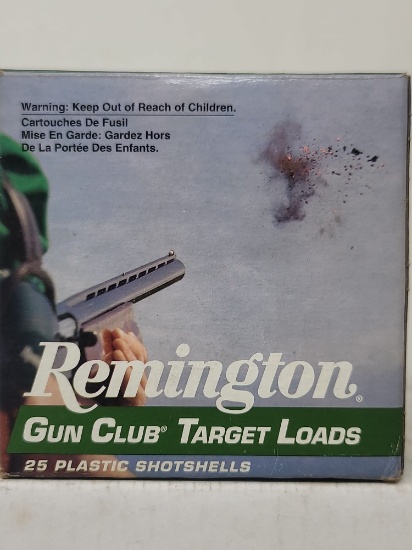 Warning: Keep Out of Reach of Children.
Cartouches De Fusil
Mise En Garde: Gardez Hors
De La Portée Des Enfants.
Remington®
GUN CLUB® TARGET LOADS
25 PLASTIC SHOTSHELLS